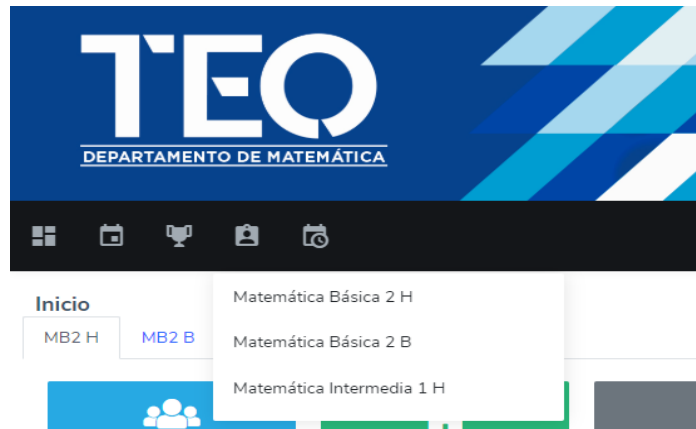 TEQ
DEPARTAMENTO DE MATEMÁTICA
Inicio
MB2 H
MB2 B
Matemática Básica 2 H
Matemática Básica 2 B
Matemática Intermedia 1 H